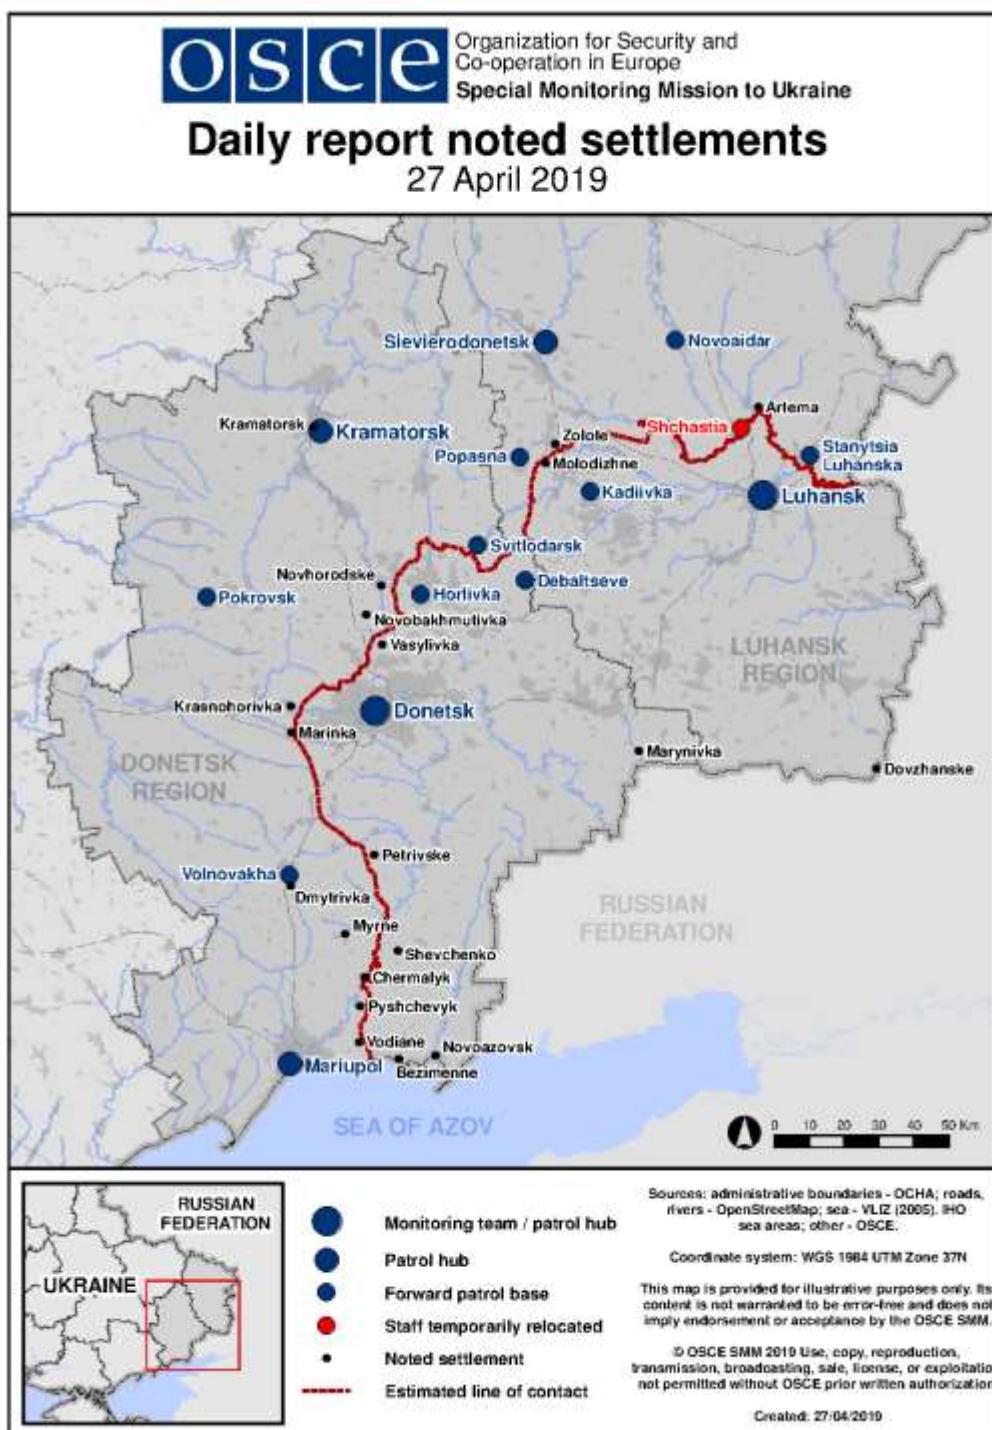 osce
Organization for Security and
Co-operation in Europe
Special Monitoring Mission to Ukraine
Daily report noted settlements
27 April 2019
Sievierodonetsk
Novoaidar
Artema
Kramatorsk
Kramatorsk
Shchastia
Zolote
Stanytsia
Luhanska
Popasna
Molodizhne
Kadiivka
Luhansk
Svitlodarsk
Novhorodske
Debaltseve
Pokrovsk
Horlivka
Novobakhmutivka
Vasylivka
LUHANSK
REGION
Krasnohorivka
Donetsk
Marinka
Marynivka
DONETSK
REGION
Dovzhanske
Petrivske
Volnovakha
Dmytrivka
RUSSIAN
FEDERATION
Myrne
Shevchenko
Chermalyk
Pyshchevyk
Vodiane
Novoazovsk
Mariupol
Bezimenne
SEA OF AZOV
0 10 20 30 40 50 Km
RUSSIAN
FEDERATION
UKRAINE
Monitoring team / patrol hub
Patrol hub
Forward patrol base
Staff temporarily relocated
Noted settlement
Estimated line of contact
Sources: administrative boundaries - OCHA; roads,
rivers - OpenStreetMap; sea - VLIZ (2005). IHO
sea areas; other - OSCE.
Coordinate system: WGS 1984 UTM Zone 37N
This map is provided for illustrative purposes only. Its
content is not warranted to be error-free and does not
imply endorsement or acceptance by the OSCE SMM.
© OSCE SMM 2019 Use, copy, reproduction,
transmission, broadcasting, sale, license, or exploitatio
not permitted without OSCE prior written authorization
Created: 27/04/2019